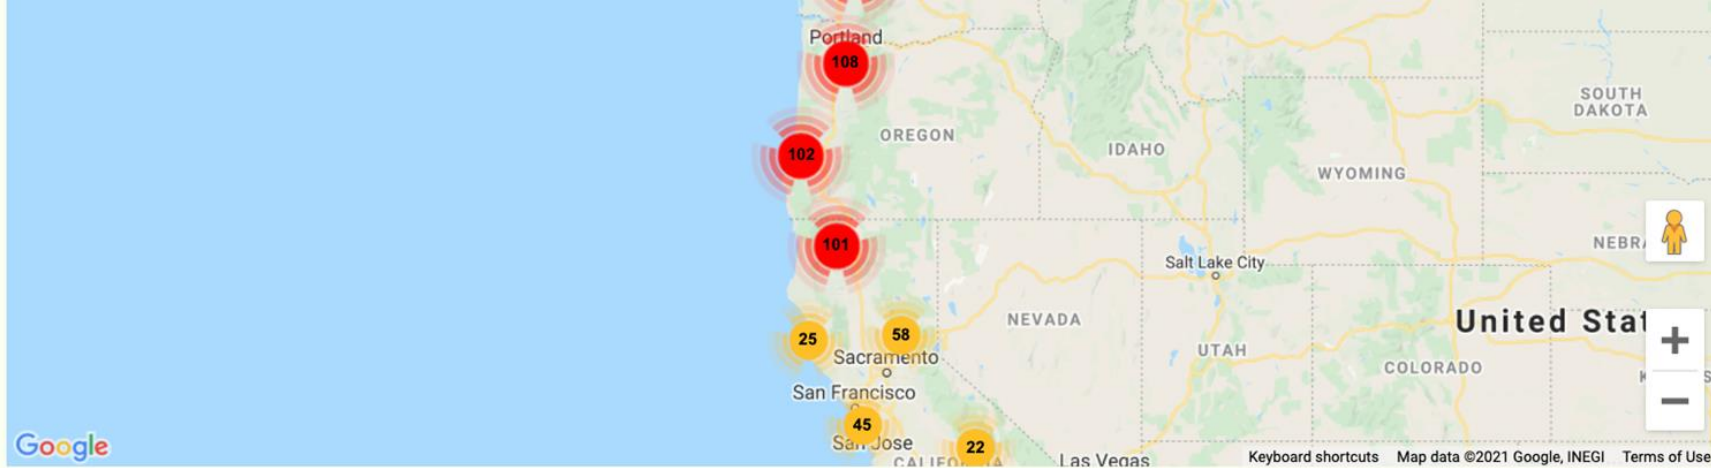 Portland
108
SOUTH
DAKOTA
OREGON
IDAHO
102
WYOMING
101
NEBRA
Salt Lake City
NEVADA
United Stat
25
58
Sacramento
UTAH
COLORADO
San Francisco
45
San Jose
22
Las Vegas
Google
Keyboard shortcuts Map data ©2021 Google, INEGI Terms of Use